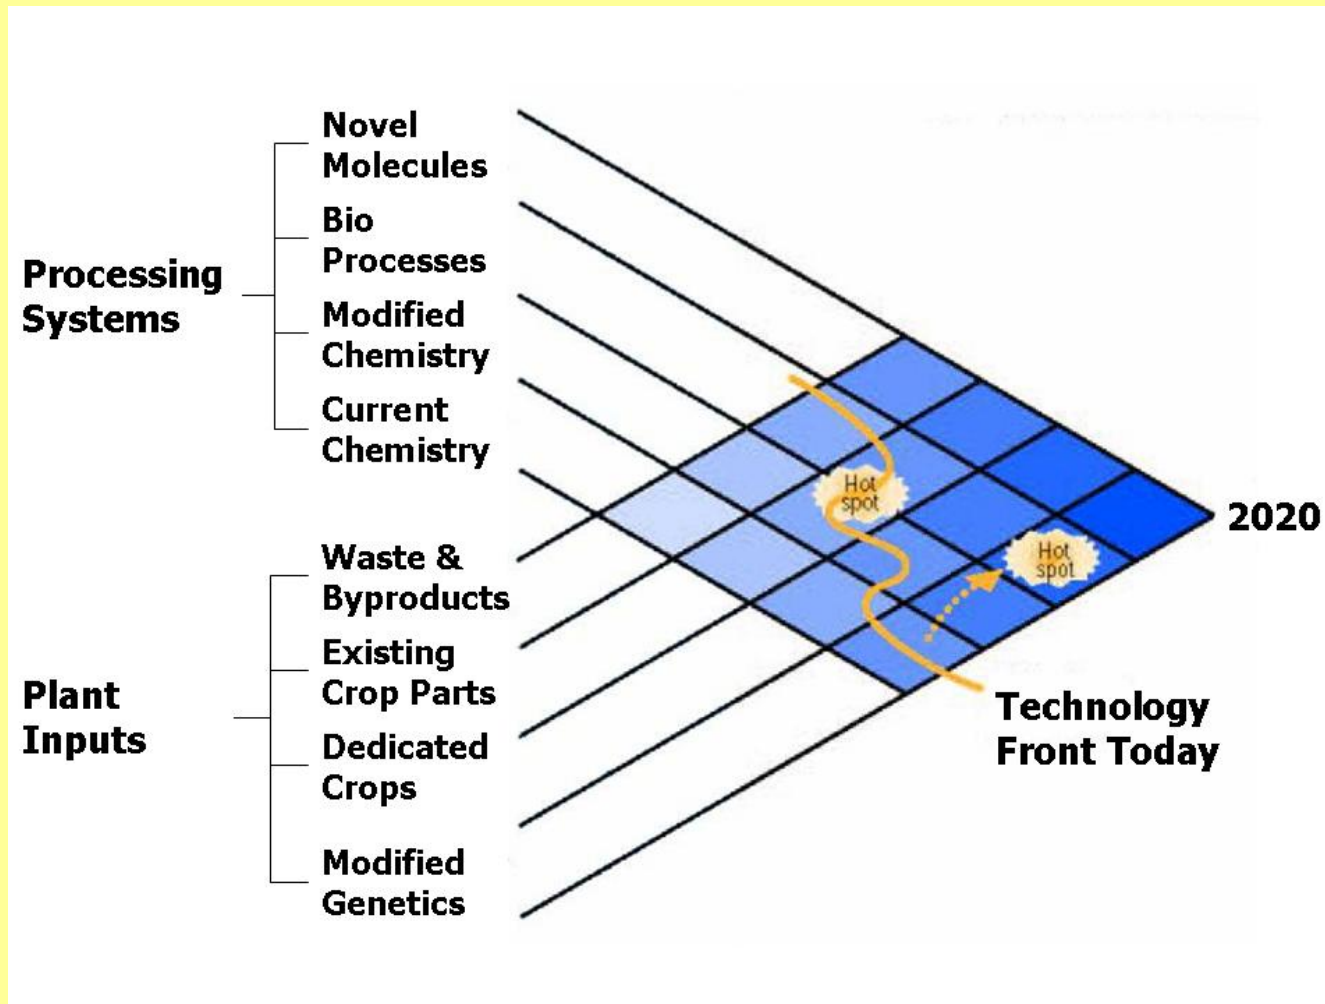 Processing
Systems
Novel
Molecules
Bio
Processes
Modified
Chemistry
Current
Chemistry
Plant
Inputs
Waste &
Byproducts
Existing
Crop Parts
Dedicated
Crops
Modified
Genetics
Hot
spot
Hot
spot
2020
Technology
Front Today